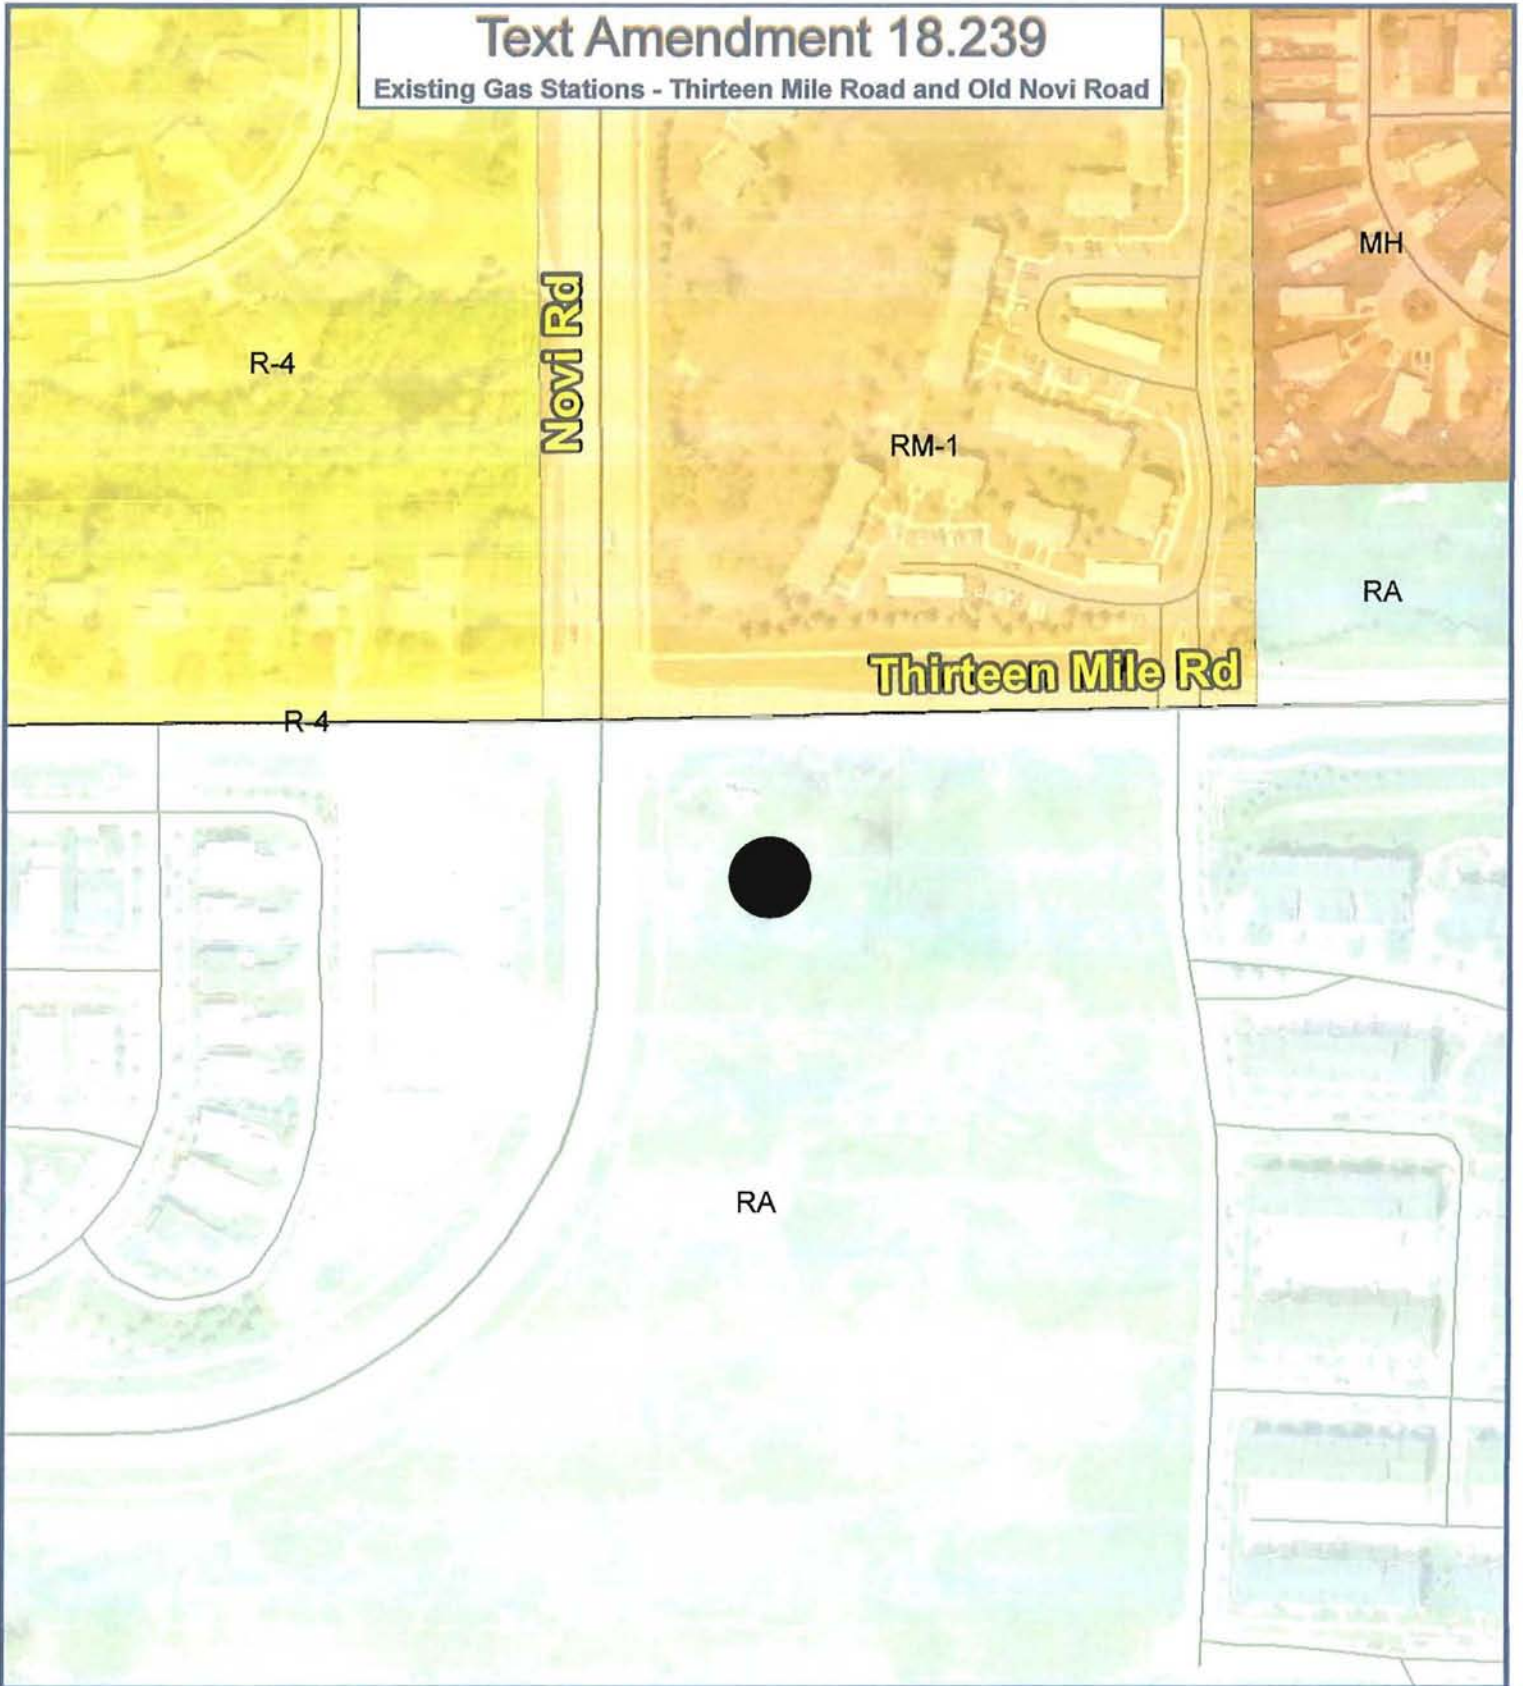 Text Amendment 18.239
Existing Gas Stations - Thirteen Mile Road and Old Novi Road
MH
R-4
Novi Rd
RM-1
RA
Thirteen Mile Rd
R-4
RA